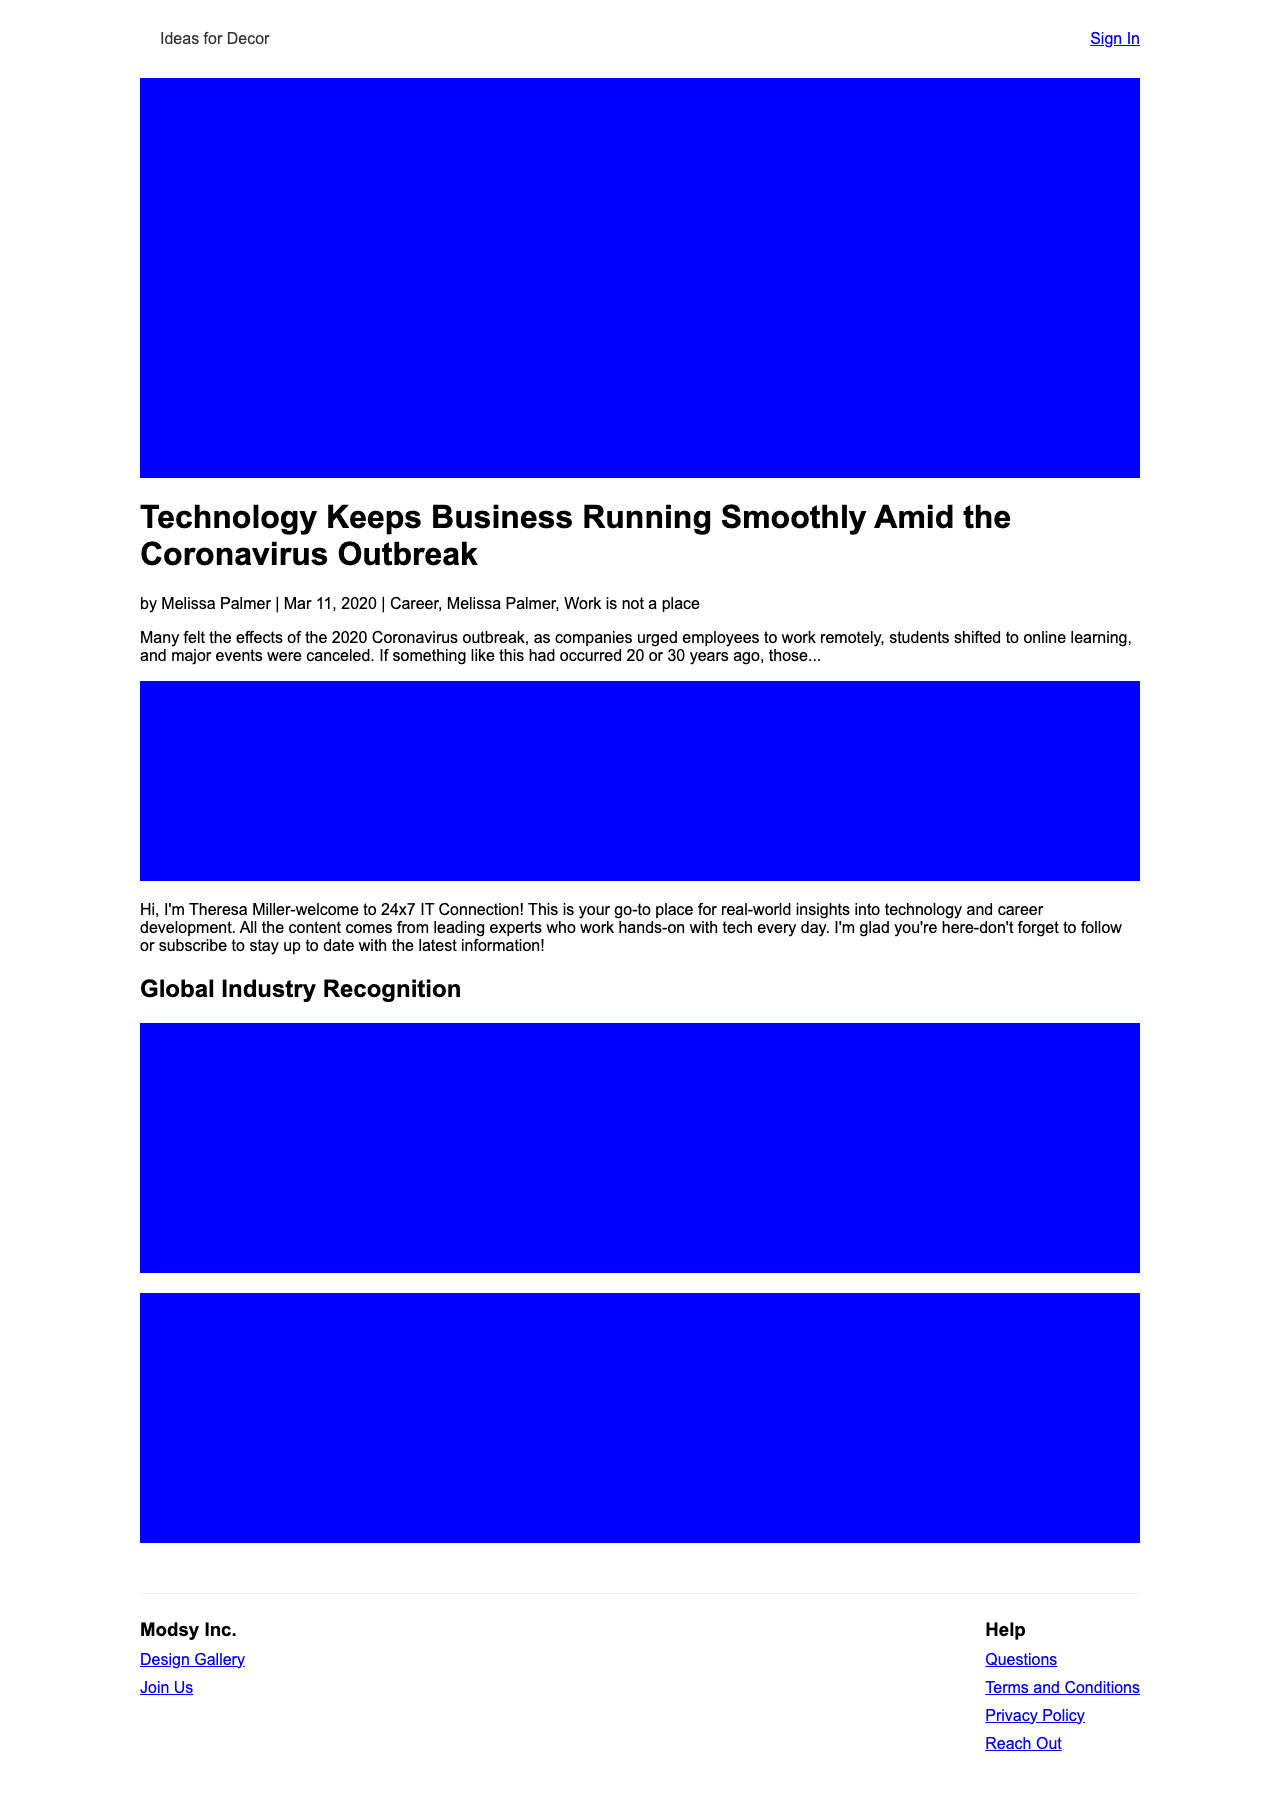 Ideas for Decor
Sign In
Technology Keeps Business Running Smoothly Amid the
Coronavirus Outbreak
by Melissa Palmer | Mar 11, 2020 | Career, Melissa Palmer, Work is not a place
Many felt the effects of the 2020 Coronavirus outbreak, as companies urged employees to work remotely, students shifted to online learning,
and major events were canceled. If something like this had occurred 20 or 30 years ago, those...
Hi, I'm Theresa Miller-welcome to 24x7 IT Connection! This is your go-to place for real-world insights into technology and career
development. All the content comes from leading experts who work hands-on with tech every day. I'm glad you're here-don't forget to follow
or subscribe to stay up to date with the latest information!
Global Industry Recognition
Modsy Inc.
Design Gallery
Join Us
Help
Questions
Terms and Conditions
Privacy Policy
Reach Out